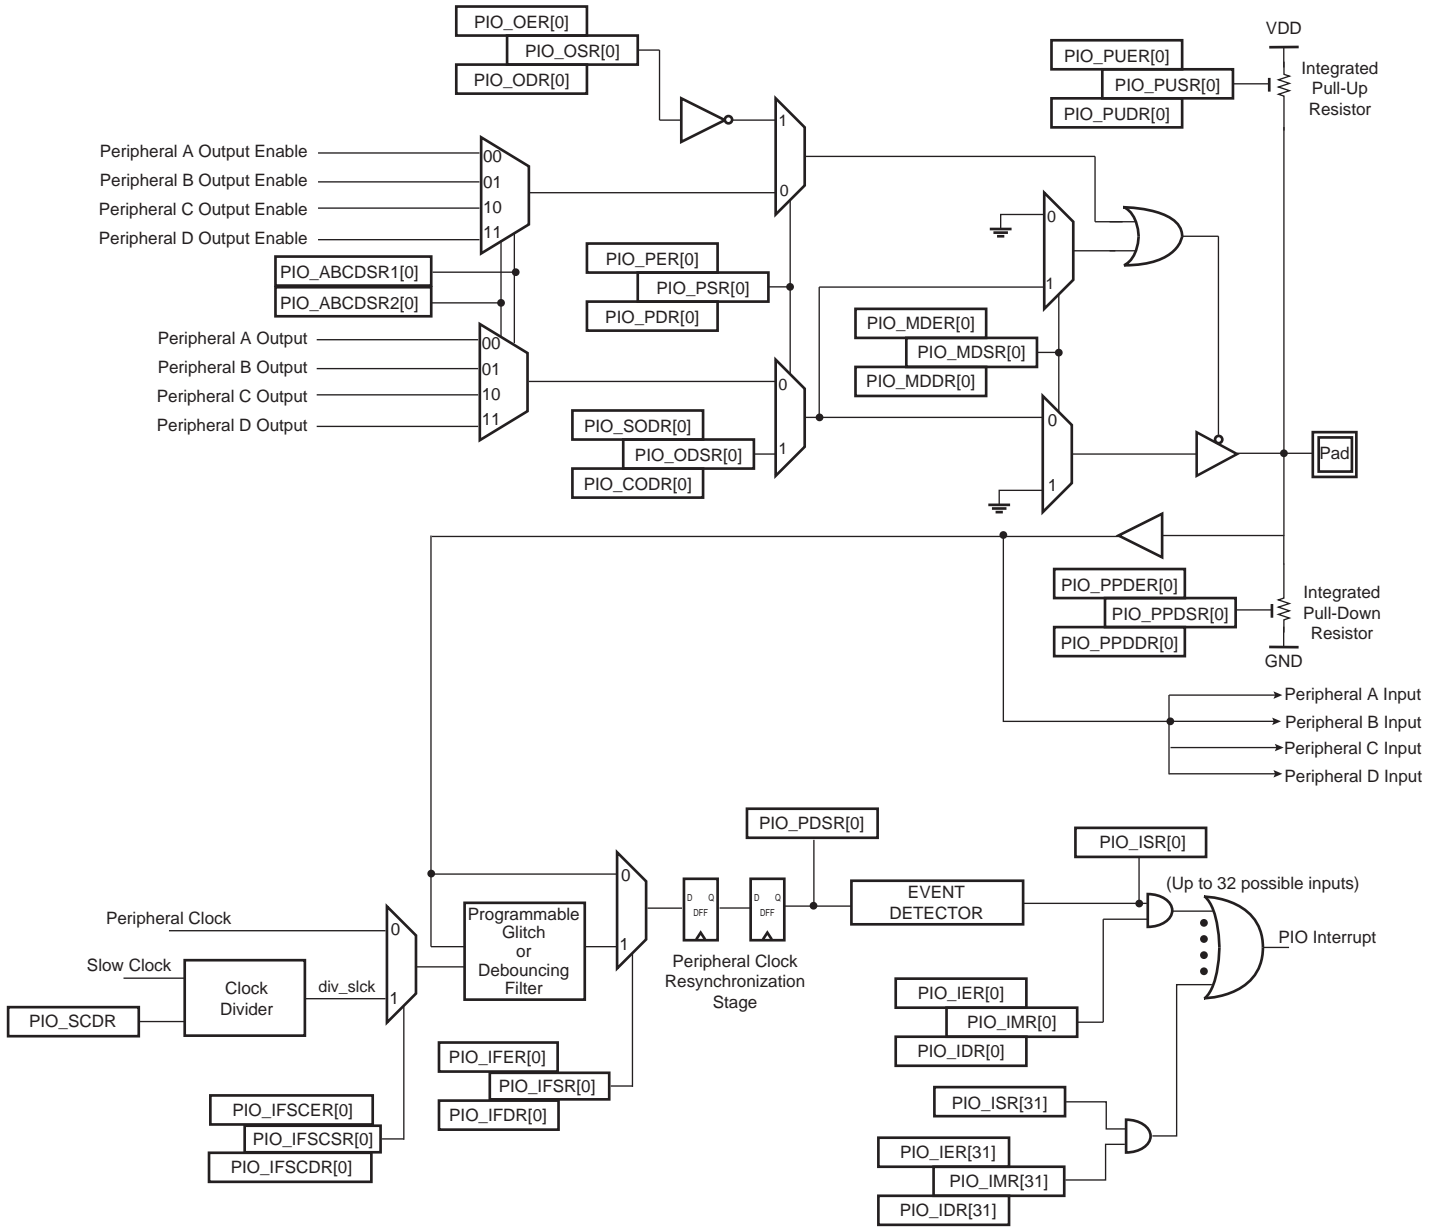 PIO_OER[0]
PIO_OSR[0]
PIO_ODR[0]
1
0
VDD
PIO_PUER[0]
PIO_PUSR[0]
PIO_PUDR[0]
Integrated
Pull-Up
Resistor
Peripheral A Output Enable
Peripheral B Output Enable
Peripheral C Output Enable
Peripheral D Output Enable
00
01
10
11
PIO_ABCDSR1[0]
PIO_ABCDSR2[0]
PIO_PER[0]
PIO_PSR[0]
PIO_PDR[0]
0
1
Peripheral A Output
Peripheral B Output
Peripheral C Output
Peripheral D Output
00
01
10
11
PIO_MDER[0]
PIO_MDSR[0]
PIO_MDDR[0]
0
1
PIO_SODR[0]
PIO_ODSR[0]
PIO_CODR[0]
0
1
Pad
PIO_PPDER[0]
PIO_PPDSR[0]
PIO_PPDDR[0]
Integrated
Pull-Down
Resistor
GND
Peripheral A Input
Peripheral B Input
Peripheral C Input
Peripheral D Input
PIO_PDSR[0]
PIO_ISR[0]
(Up to 32 possible inputs)
EVENT
DETECTOR
PIO Interrupt
0
1
D Q
DFF
D Q
DFF
Peripheral Clock
Resynchronization
Stage
Programmable
Glitch
or
Debouncing
Filter
Peripheral Clock
0
Slow Clock
Clock
Divider
div_slck
1
PIO_SCDR
PIO_IER[0]
PIO_IMR[0]
PIO_IDR[0]
PIO_IFER[0]
PIO_IFSR[0]
PIO_IFDR[0]
PIO_IFSCER[0]
PIO_IFSCSR[0]
PIO_IFSCDR[0]
PIO_ISR[31]
PIO_IER[31]
PIO_IMR[31]
PIO_IDR[31]